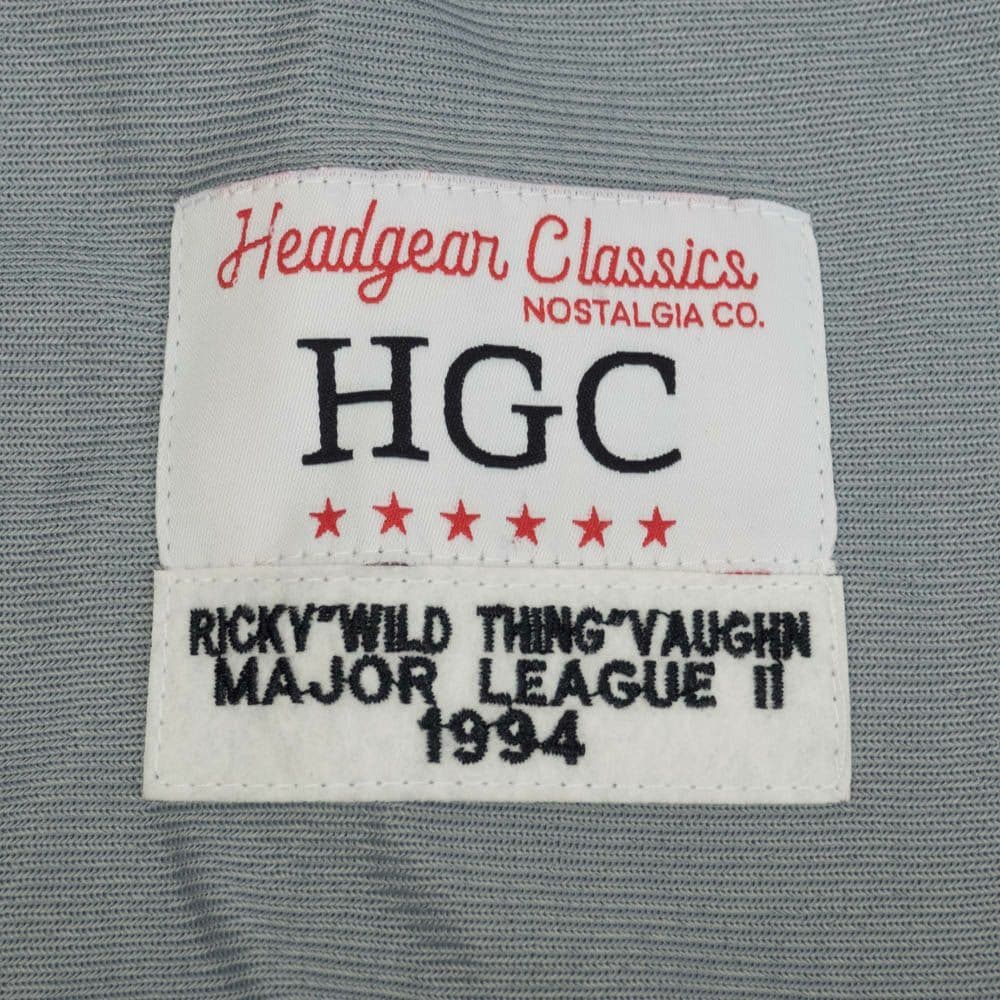 Headgear Classics
NOSTALGIA CO.
HGC
RICKY"WILD THING"VAUGHN
MAJOR LEAGUE II
1994